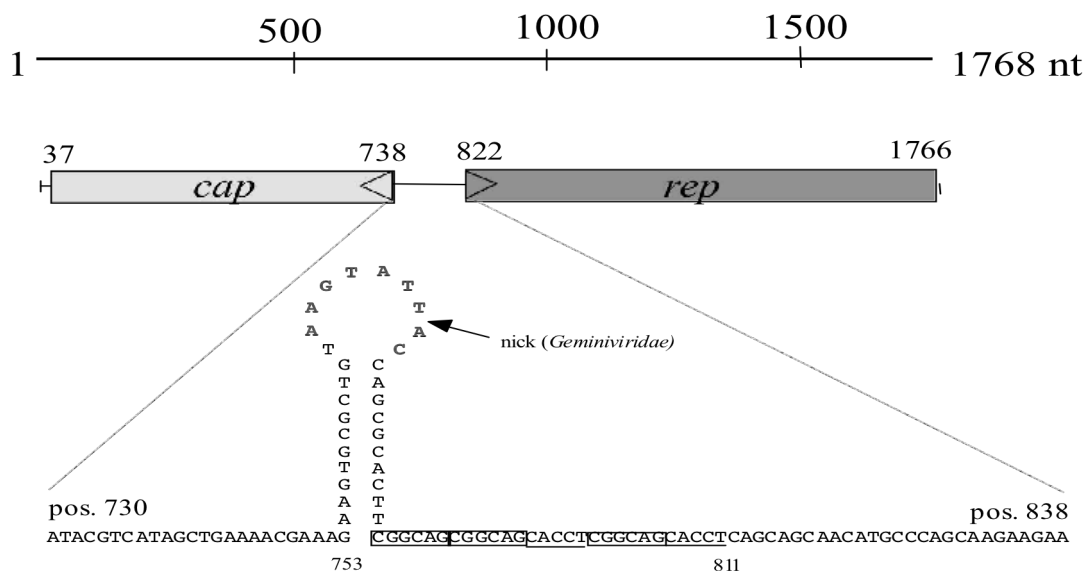 500 1000 1500
1 1768 nt
37 738 822 1766
cap rep
T A
G T
A T
A A
T C
nick (Geminiviridae)
G C
T A
C G
G C
C G
G C
T A
G C
A T
A T
pos. 730 pos. 838
ATACGTCATAGCTGAAAACGAAAG CGGCAGCGGCAGCACCTCGGCAGCACCTCAGCAGCAACATGCCCAGCAAGAAGAA
753 811